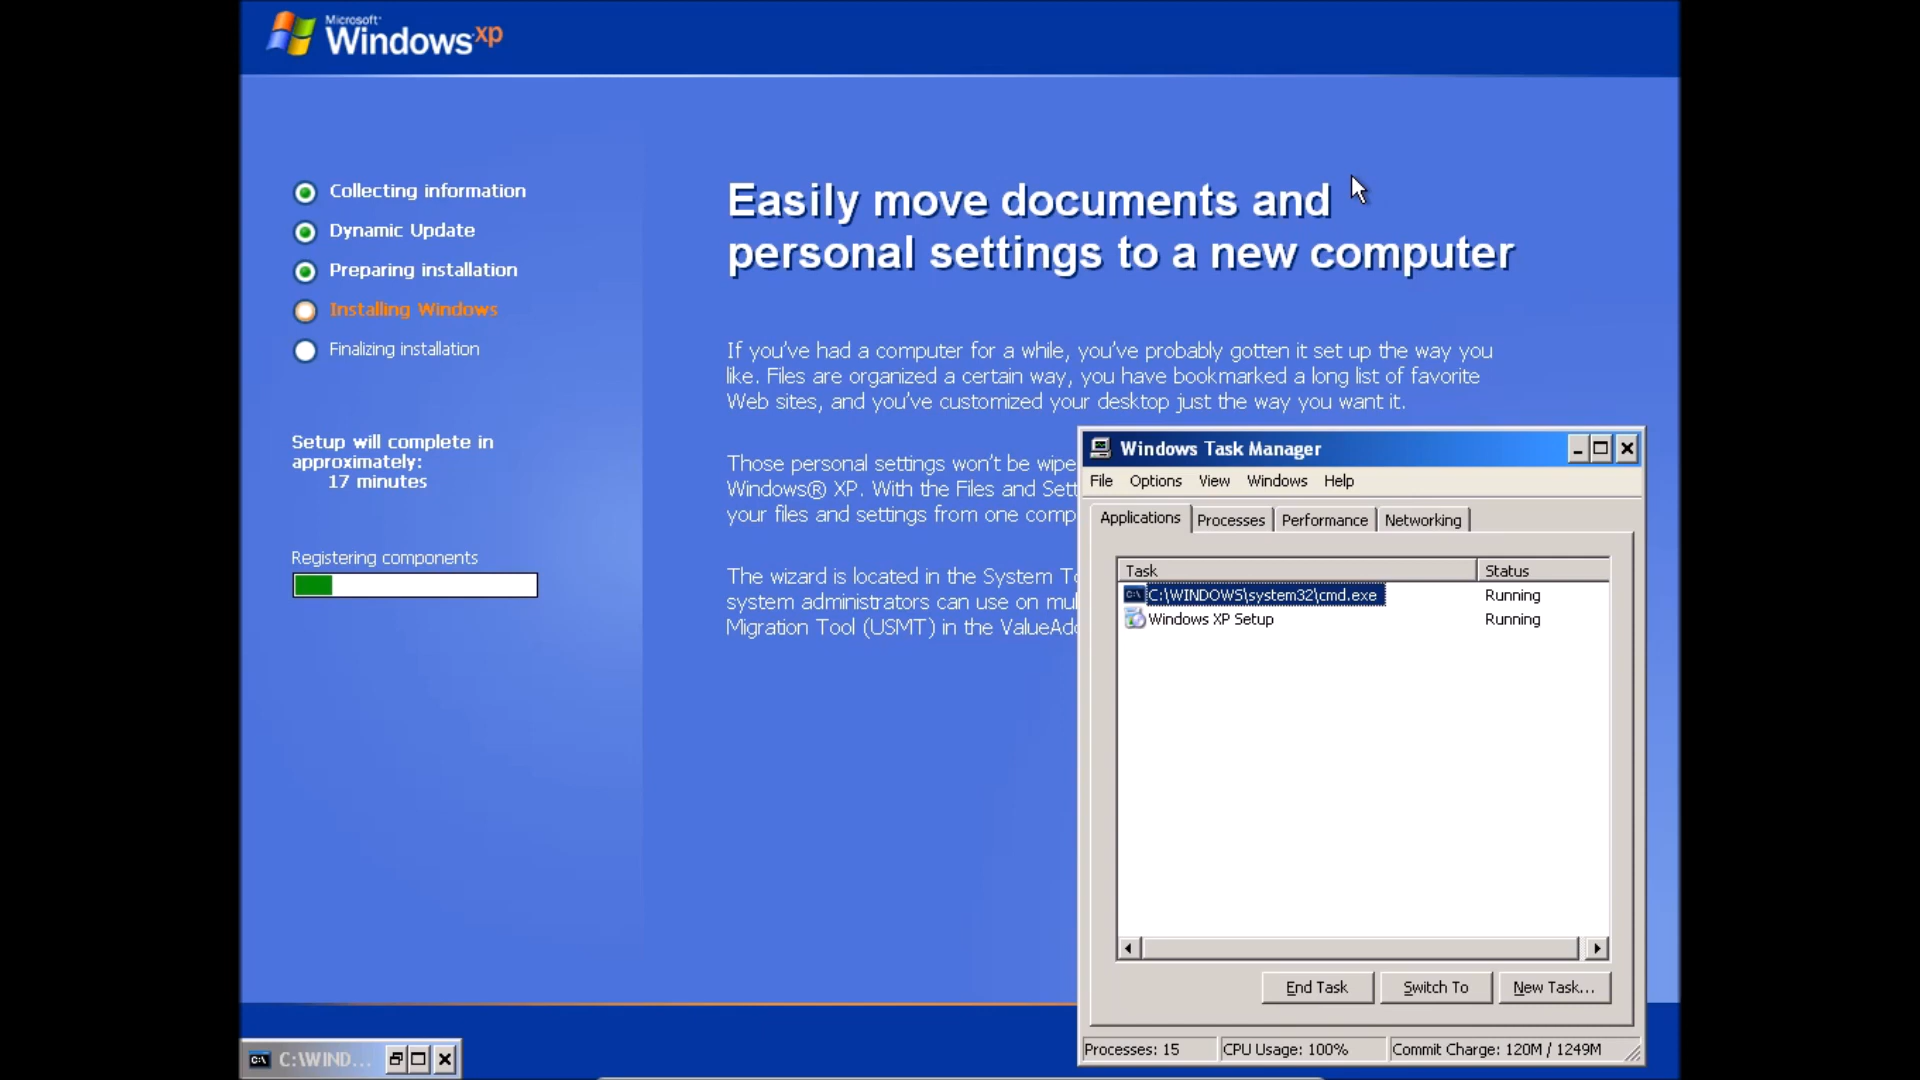 Microsoft
Windows xp
Collecting information
Dynamic Update
Preparing installation
Installing Windows
Finalizing installation
Setup will complete in
approximately:
17 minutes
Registering components
Easily move documents and
personal settings to a new computer
If you've had a computer for a while, you've probably gotten it set up the way you
like. Files are organized a certain way, you have bookmarked a long list of favorite
Web sites, and you've customized your desktop just the way you want it.
Those personal settings won't be wipe
Windows® XP. With the Files and Sett
your files and settings from one comp
The wizard is located in the System To
system administrators can use on mul
Migration Tool (USMT) in the ValueAdd
Windows Task Manager
File Options View Windows Help
Applications Processes Performance Networking
Task Status
C:\WINDOWS\system32\cmd.exe Running
Windows XP Setup Running
End Task Switch To New Task...
Processes: 15 CPU Usage: 100% Commit Charge: 120M / 1249M
C:\WIND...